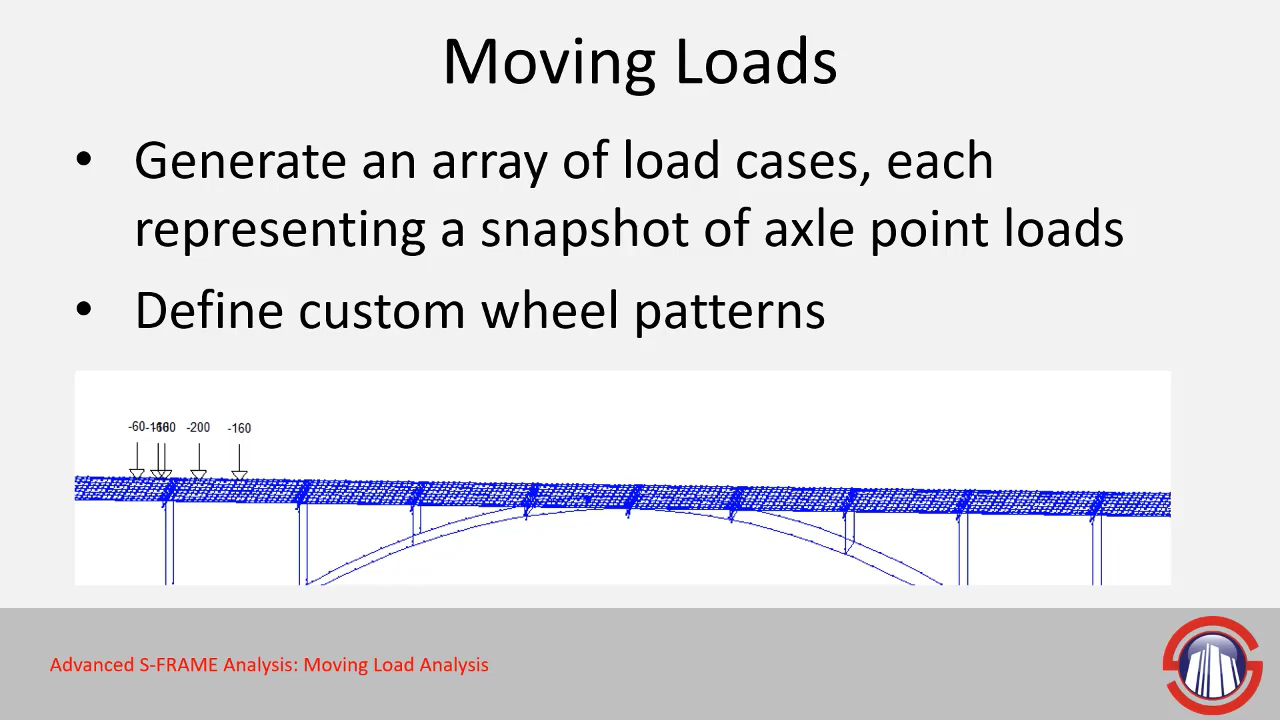 Moving Loads
• Generate an array of load cases, each
representing a snapshot of axle point loads
• Define custom wheel patterns
-60 -200 -160
Advanced S-FRAME Analysis: Moving Load Analysis